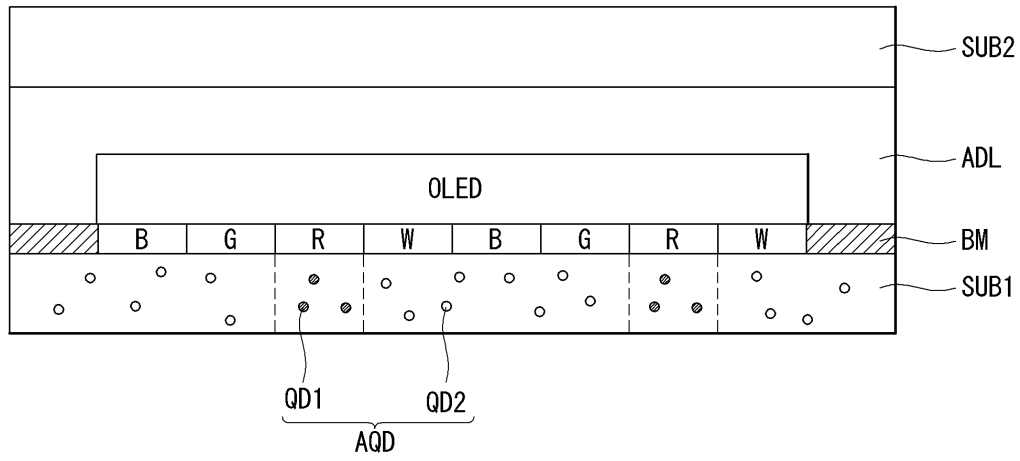 SUB2
ADL
OLED
B G R W B G R W
BM
SUB1
QD1 QD2
AQD